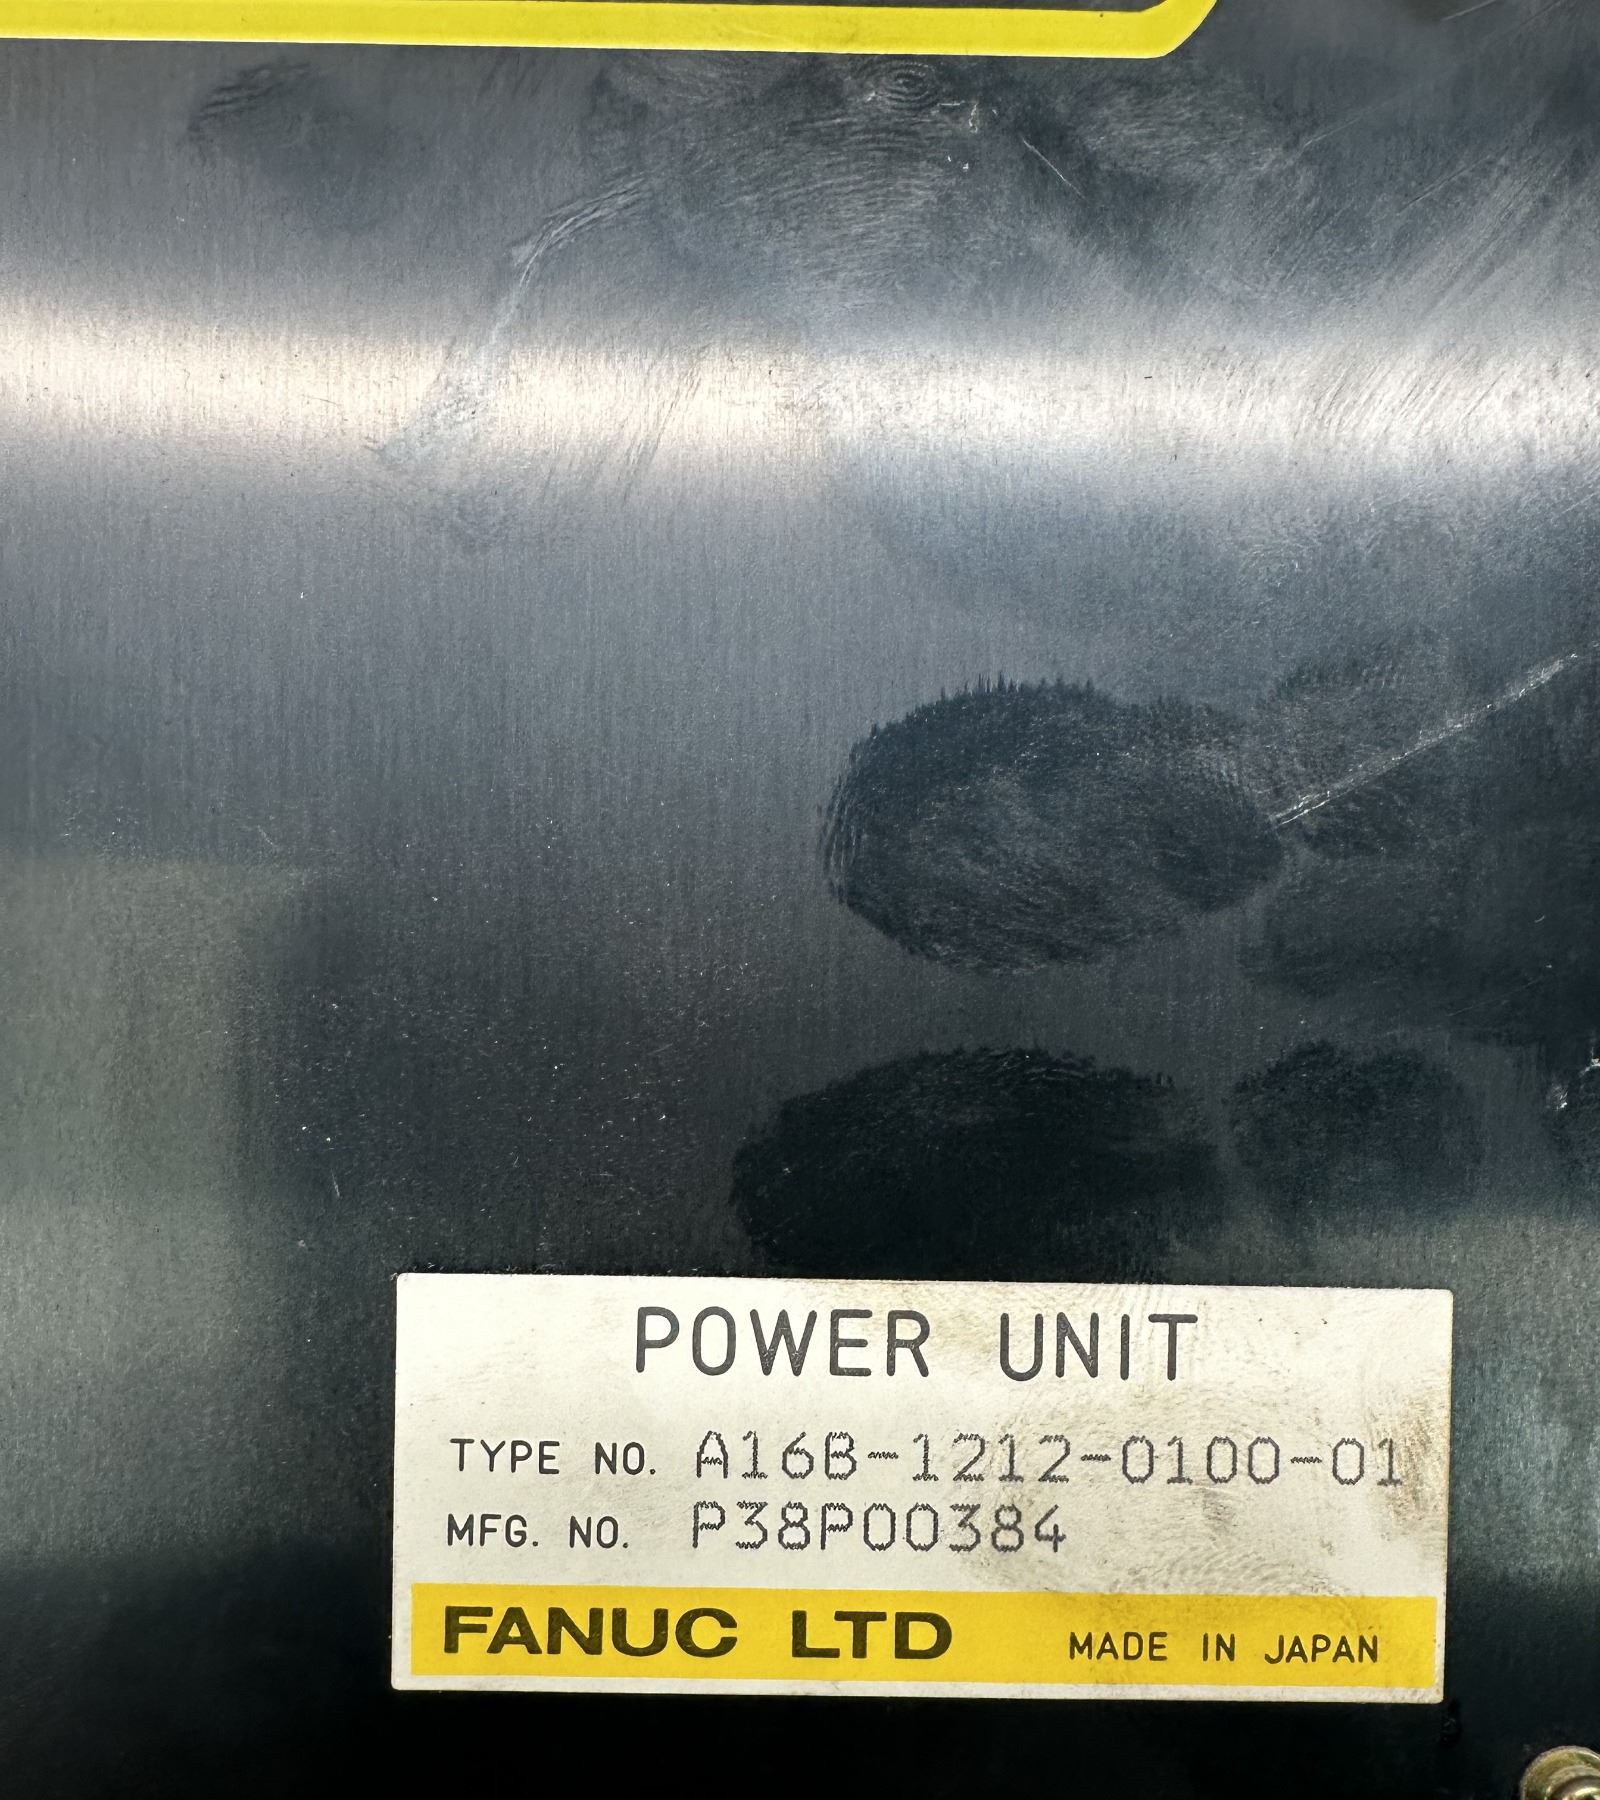 POWER UNIT
TYPE NO. A16B-1212-0100-01
MFG. NO. P38P00384
FANUC LTD MADE IN JAPAN